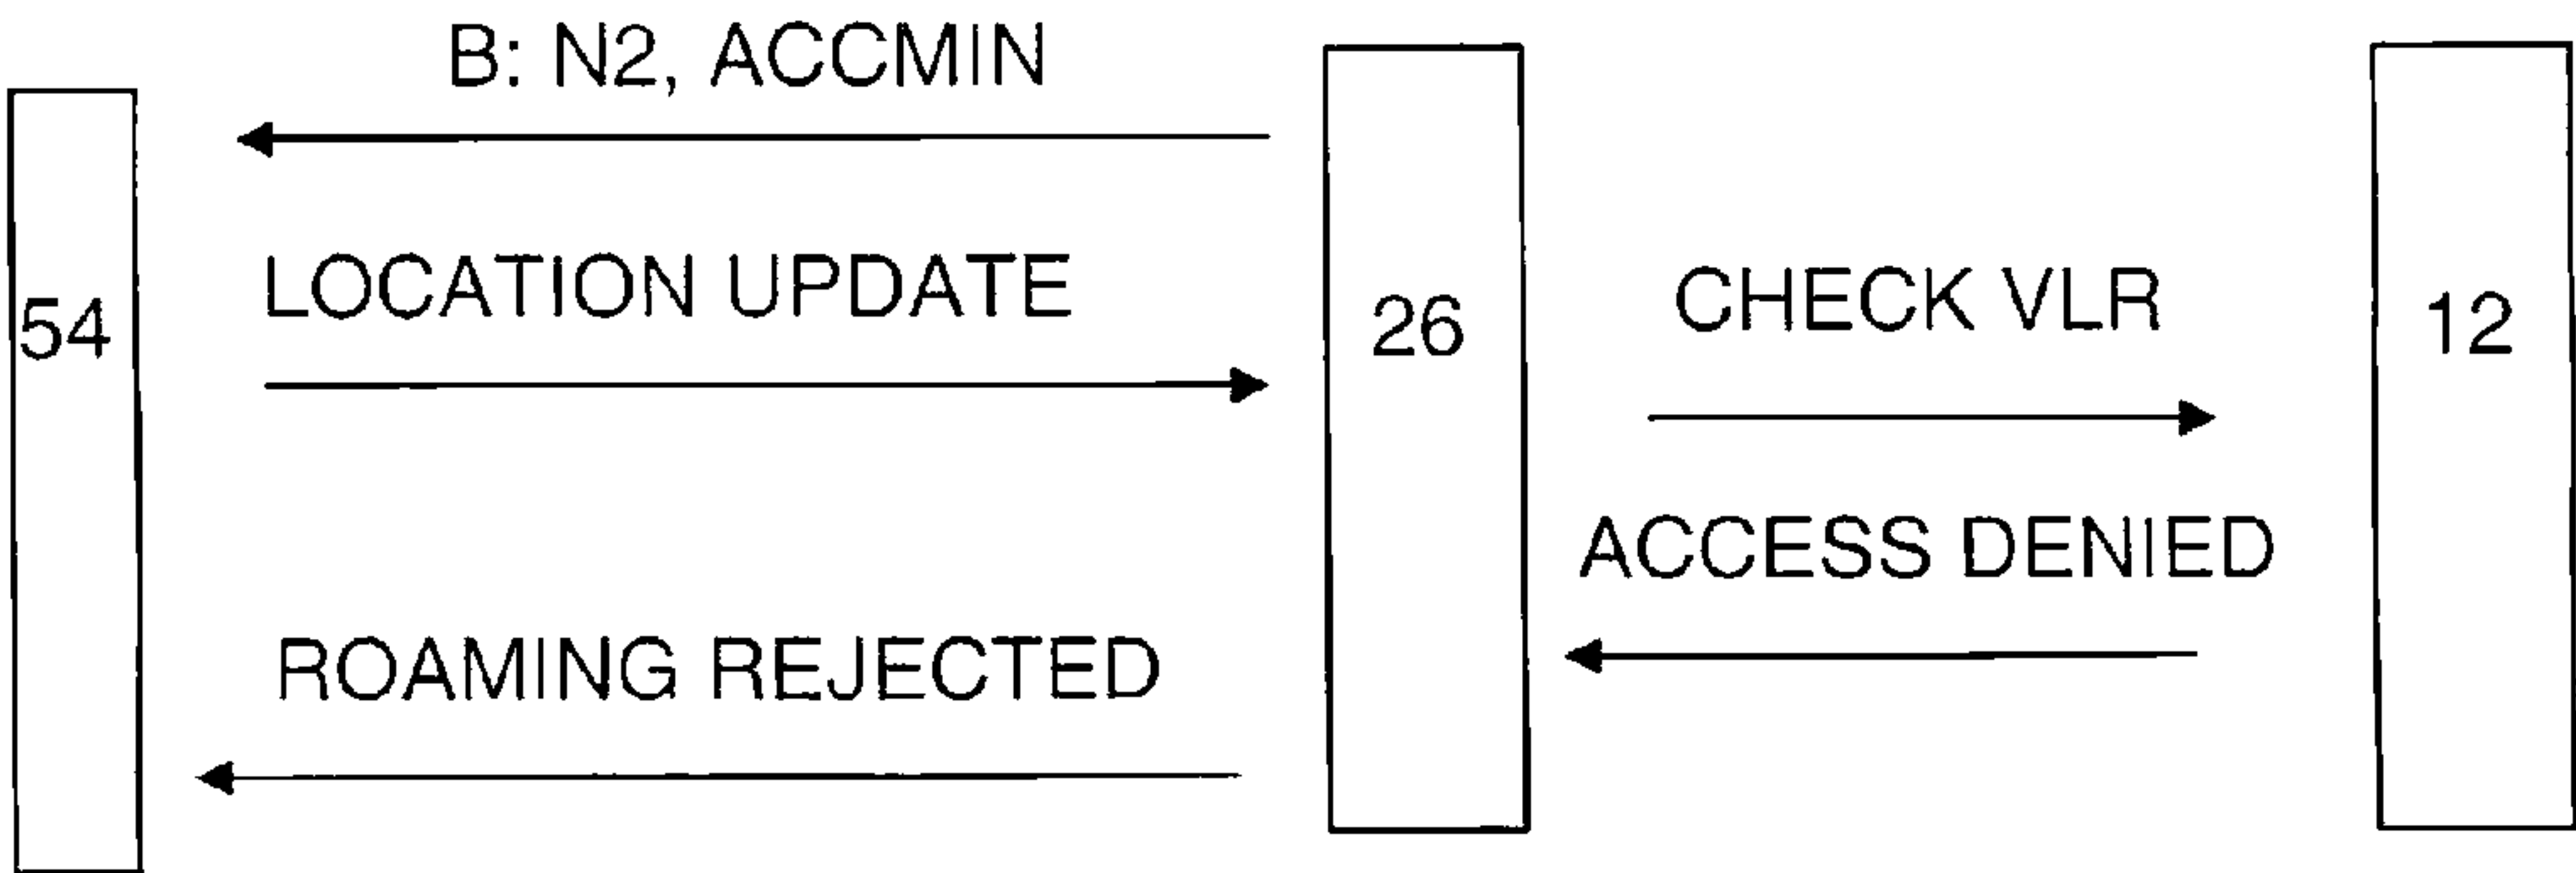 B: N2, ACCMIN
LOCATION UPDATE
CHECK VLR
54
26
12
ACCESS DENIED
ROAMING REJECTED